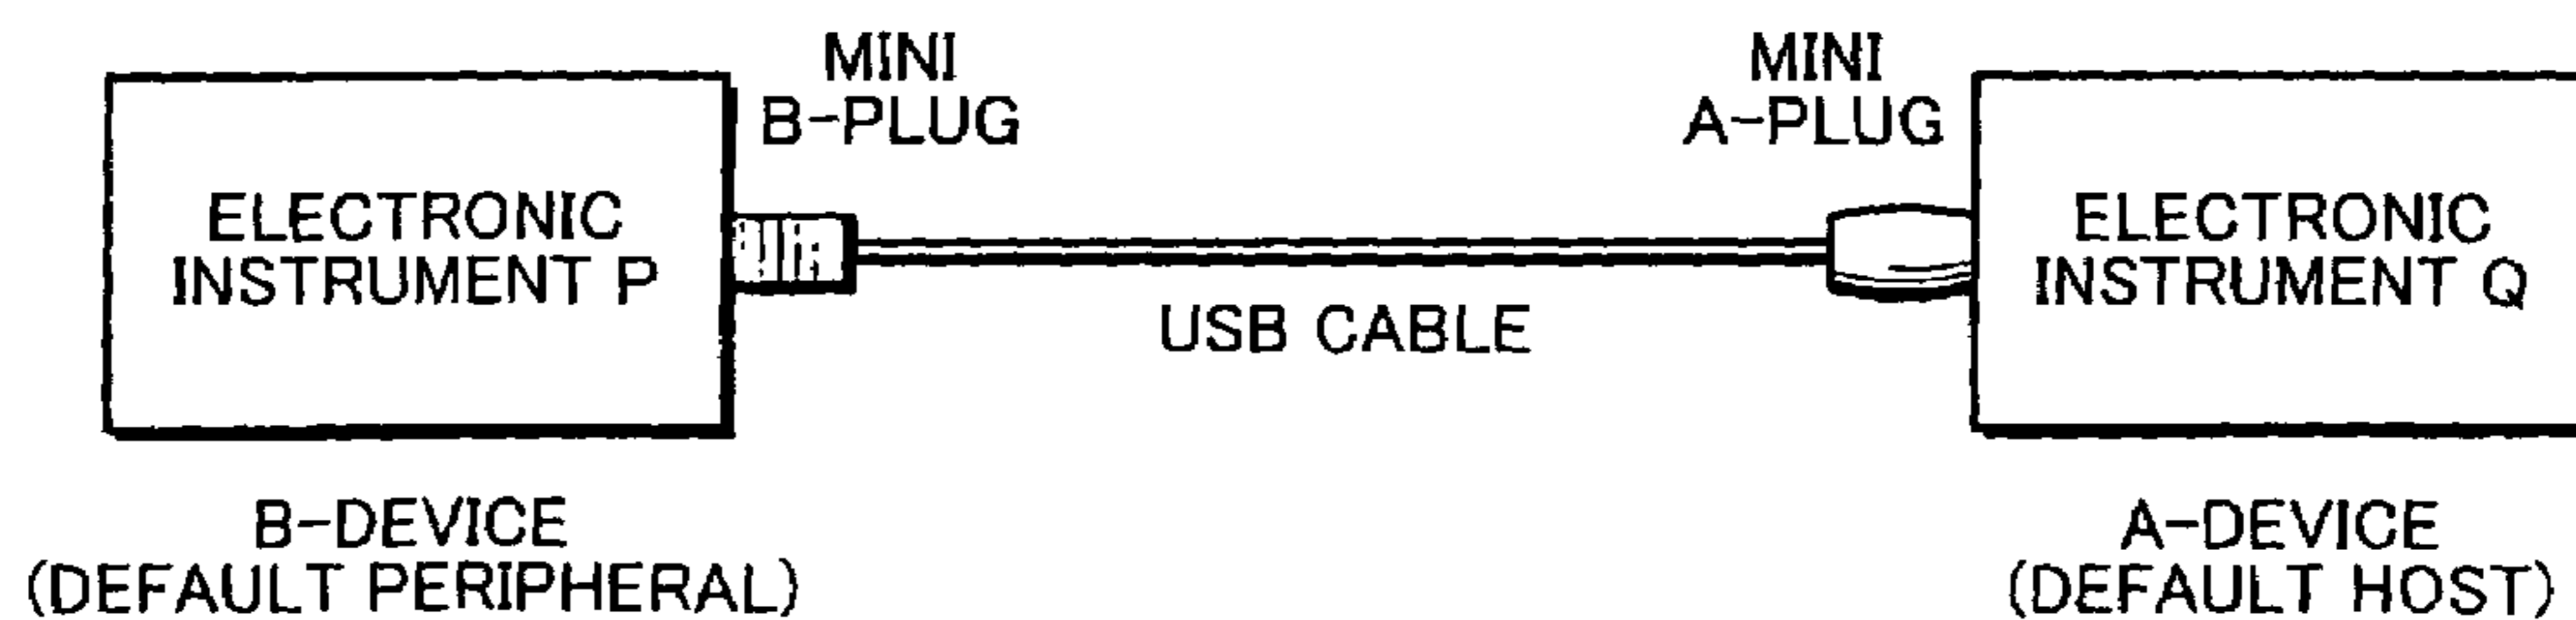 MINI
B-PLUG
MINI
A-PLUG
ELECTRONIC
INSTRUMENT P
ELECTRONIC
INSTRUMENT Q
USB CABLE
B-DEVICE
(DEFAULT PERIPHERAL)
A-DEVICE
(DEFAULT HOST)